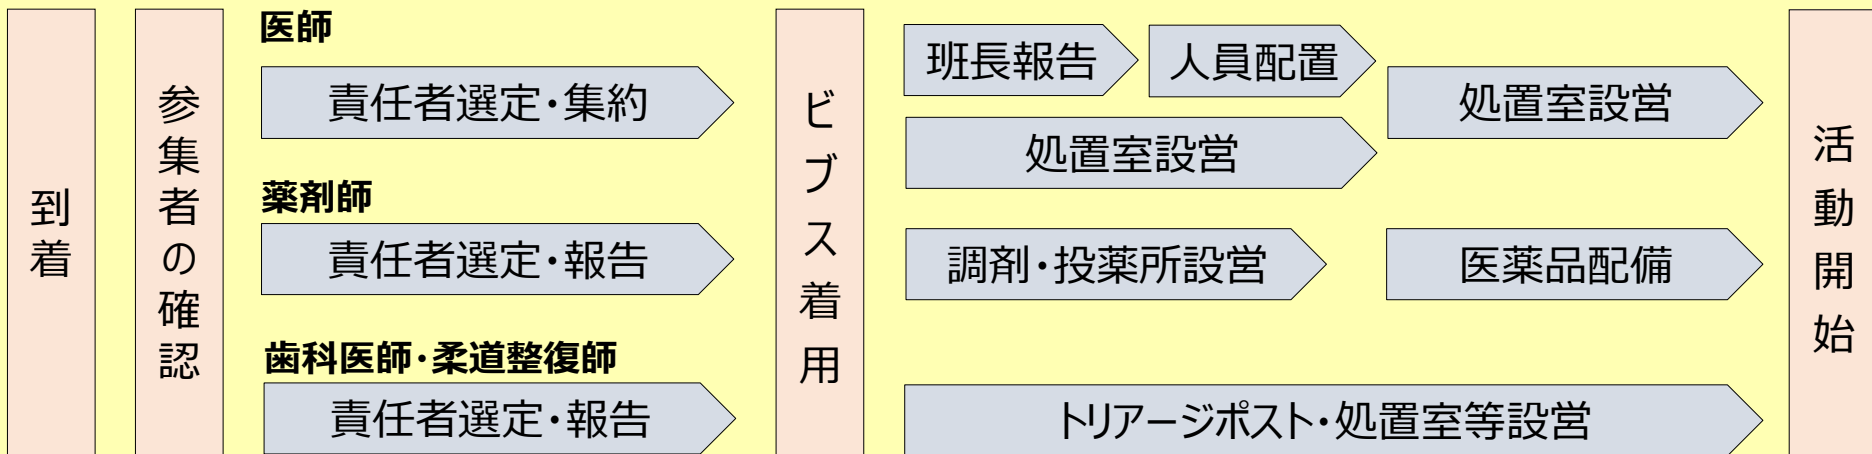 到着
参集者の確認
医師
責任者選定・集約
薬剤師
責任者選定・報告
歯科医師・柔道整復師
責任者選定・報告
ビブス着用
班長報告
人員配置
処置室設営
処置室設営
調剤・投薬所設営
医薬品配備
トリアージポスト・処置室等設営
活動開始